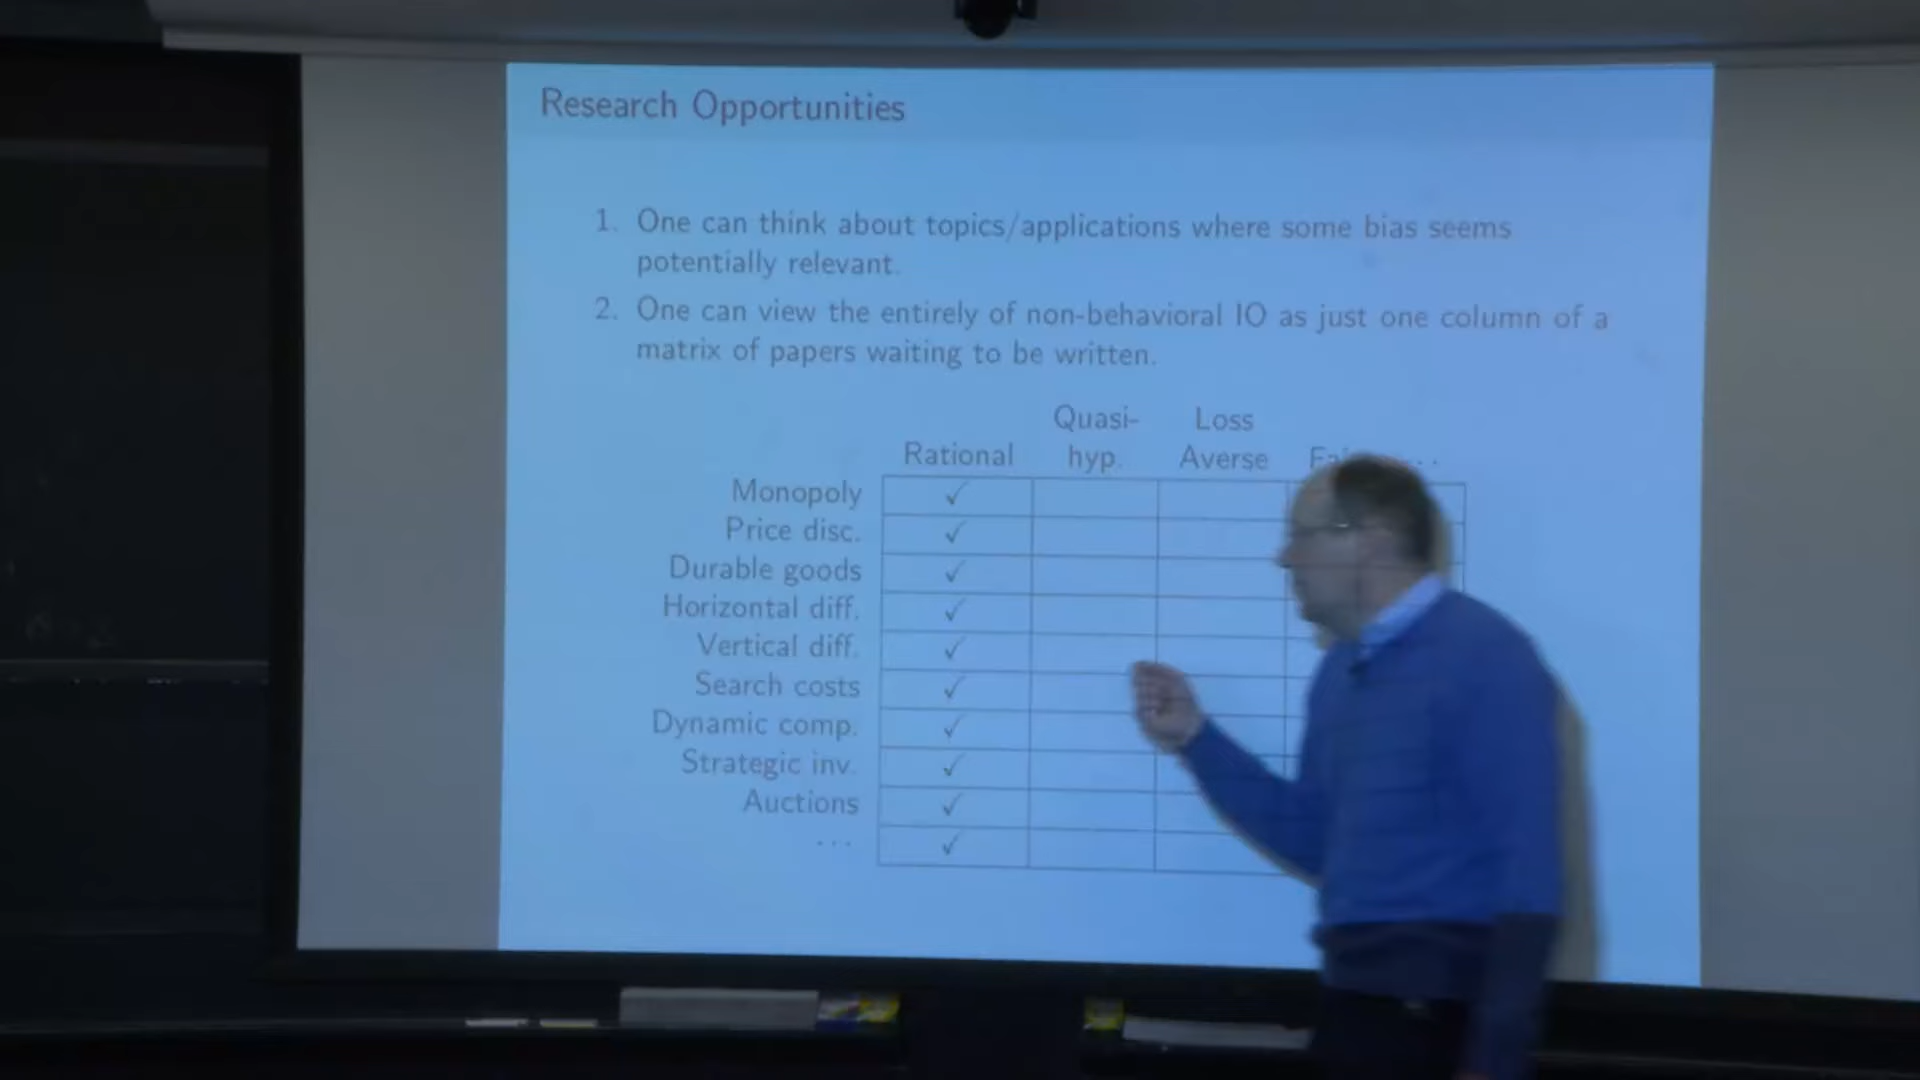 Research Opportunities
1. One can think about topics/applications where some bias seems
potentially relevant.
2. One can view the entirely of non-behavioral IO as just one column of a
matrix of papers waiting to be written.
Quasi- Loss
Rational hyp. Averse ...
Monopoly ✓
Price disc. ✓
Durable goods ✓
Horizontal diff. ✓
Vertical diff. ✓
Search costs ✓
Dynamic comp. ✓
Strategic inv. ✓
Auctions ✓
... ✓